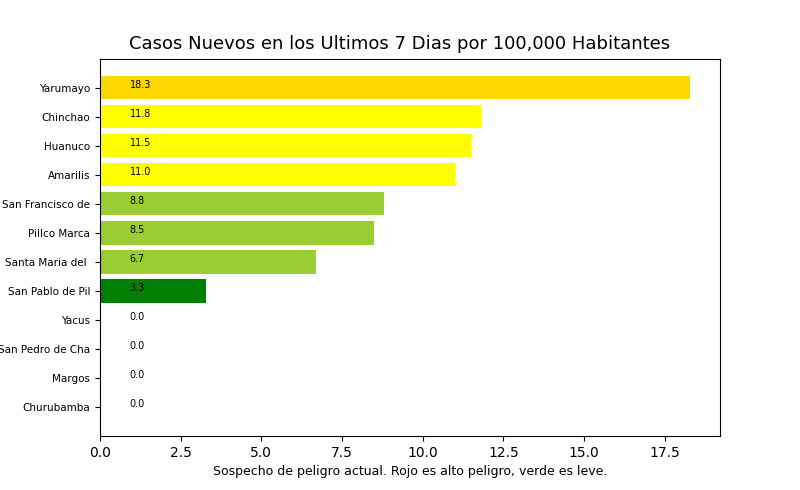 Casos Nuevos en los Ultimos 7 Dias por 100,000 Habitantes
Yarumayo 18.3
Chinchao 11.8
Huanuco 11.5
Amarilis 11.0
San Francisco de 8.8
Pillco Marca 8.5
Santa Maria del 6.7
San Pablo de Pil 3.3
Yacus 0.0
San Pedro de Cha 0.0
Margos 0.0
Churubamba 0.0
0.0 2.5 5.0 7.5 10.0 12.5 15.0 17.5
Sospecho de peligro actual. Rojo es alto peligro, verde es leve.